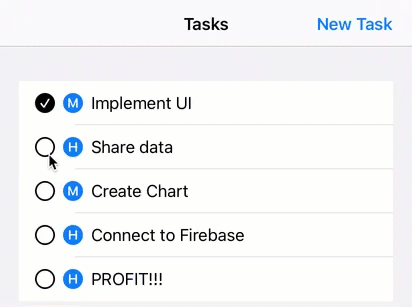 Tasks New Task
M Implement UI
H Share data
M Create Chart
H Connect to Firebase
H PROFIT!!!